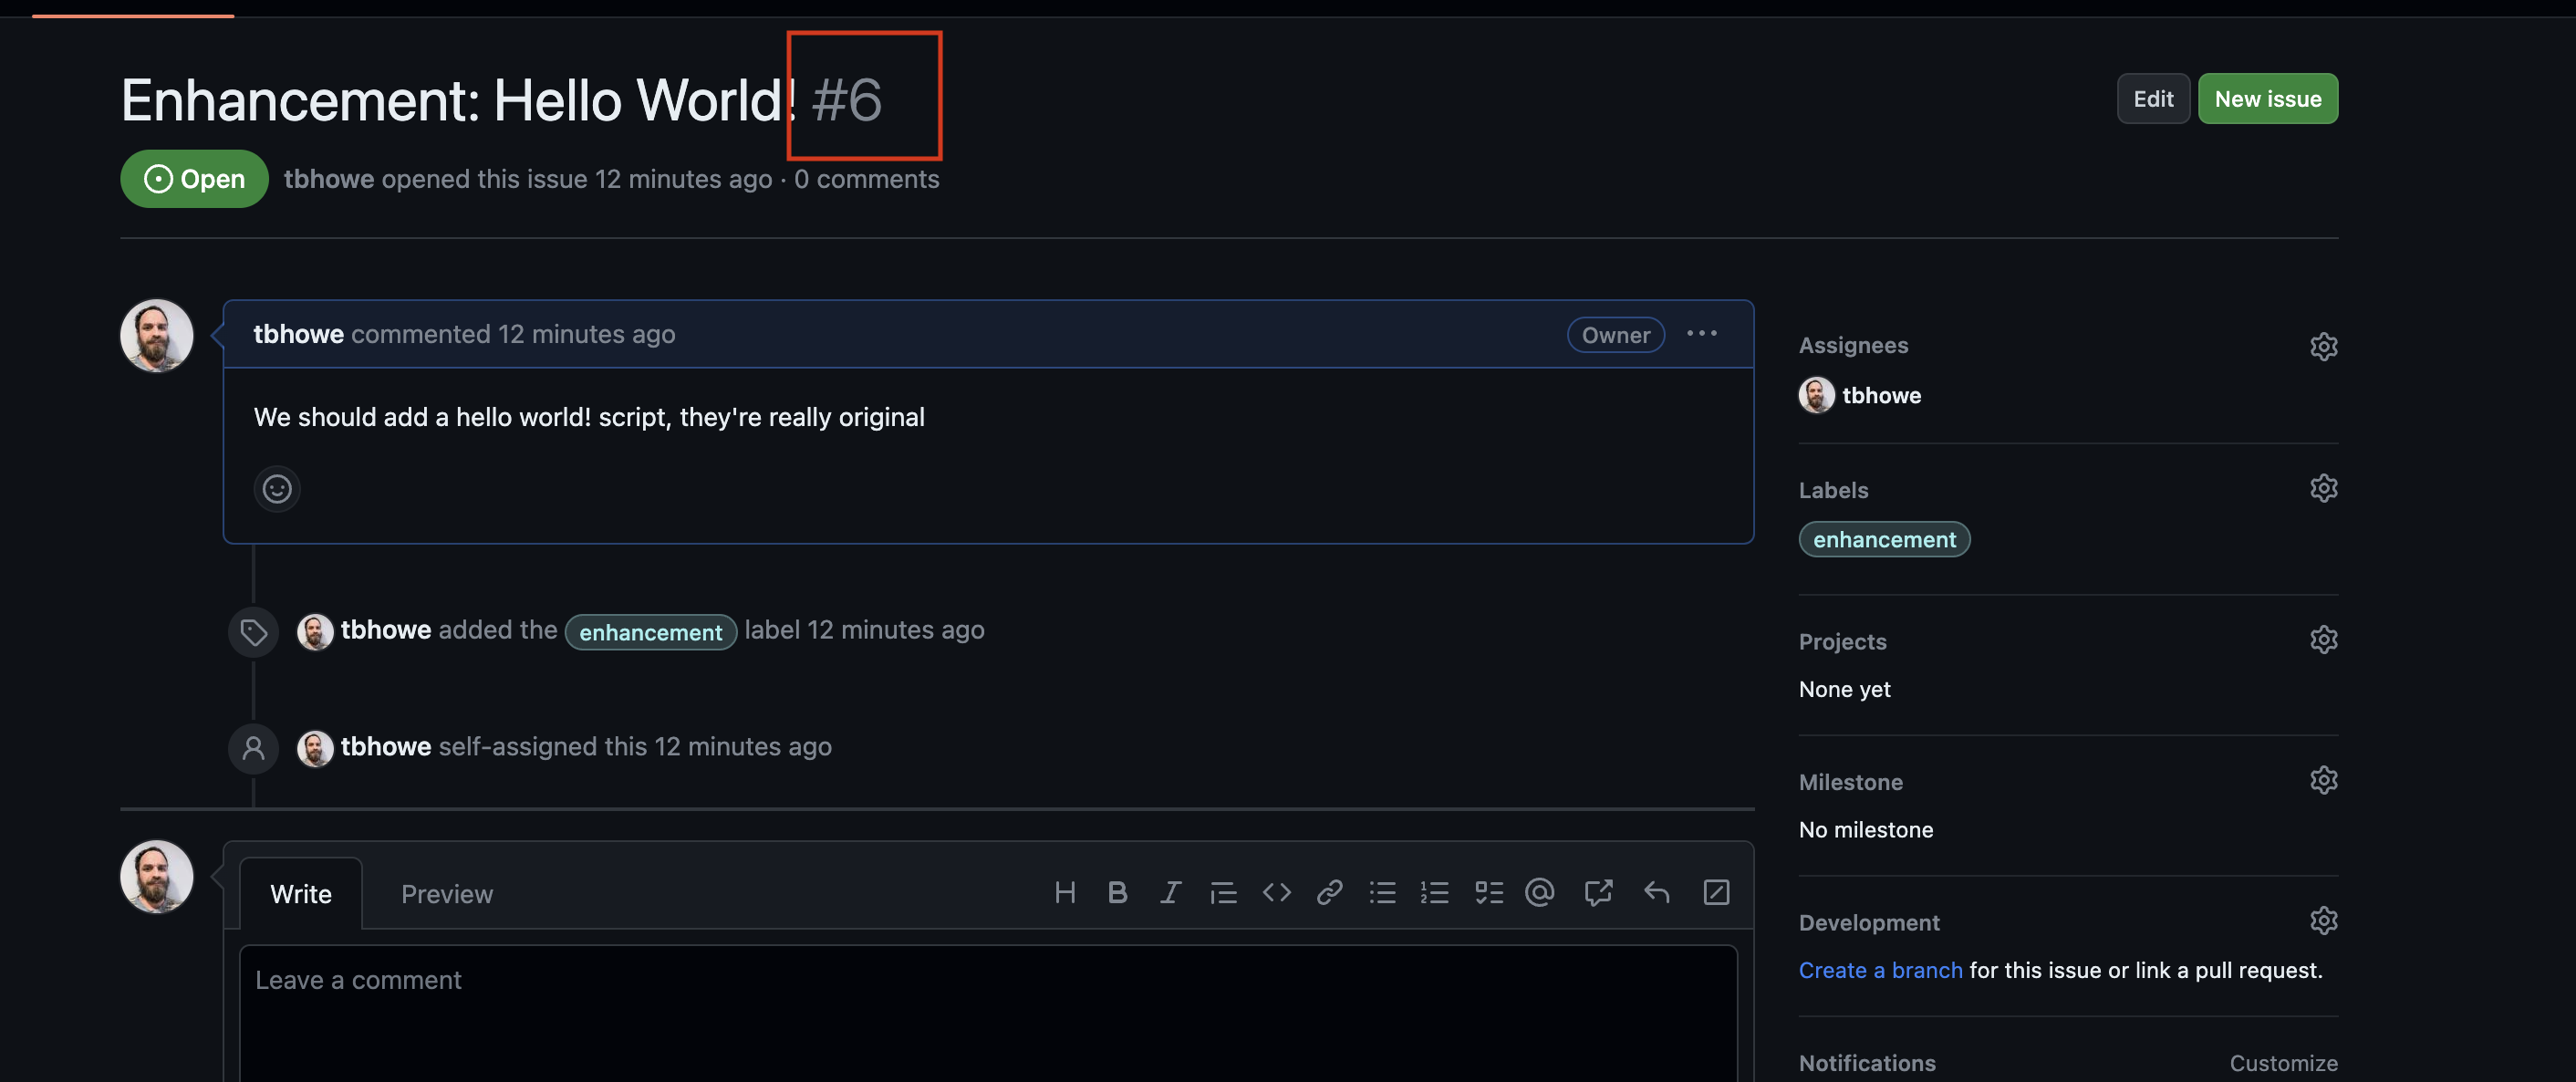 Enhancement: Hello World! #6
Edit
New issue
Open
tbhowe opened this issue 12 minutes ago · 0 comments
tbhowe commented 12 minutes ago
Owner
We should add a hello world! script, they're really original
tbhowe added the enhancement label 12 minutes ago
tbhowe self-assigned this 12 minutes ago
Write
Preview
Leave a comment
Assignees
tbhowe
Labels
enhancement
Projects
None yet
Milestone
No milestone
Development
Create a branch for this issue or link a pull request.
Notifications
Customize